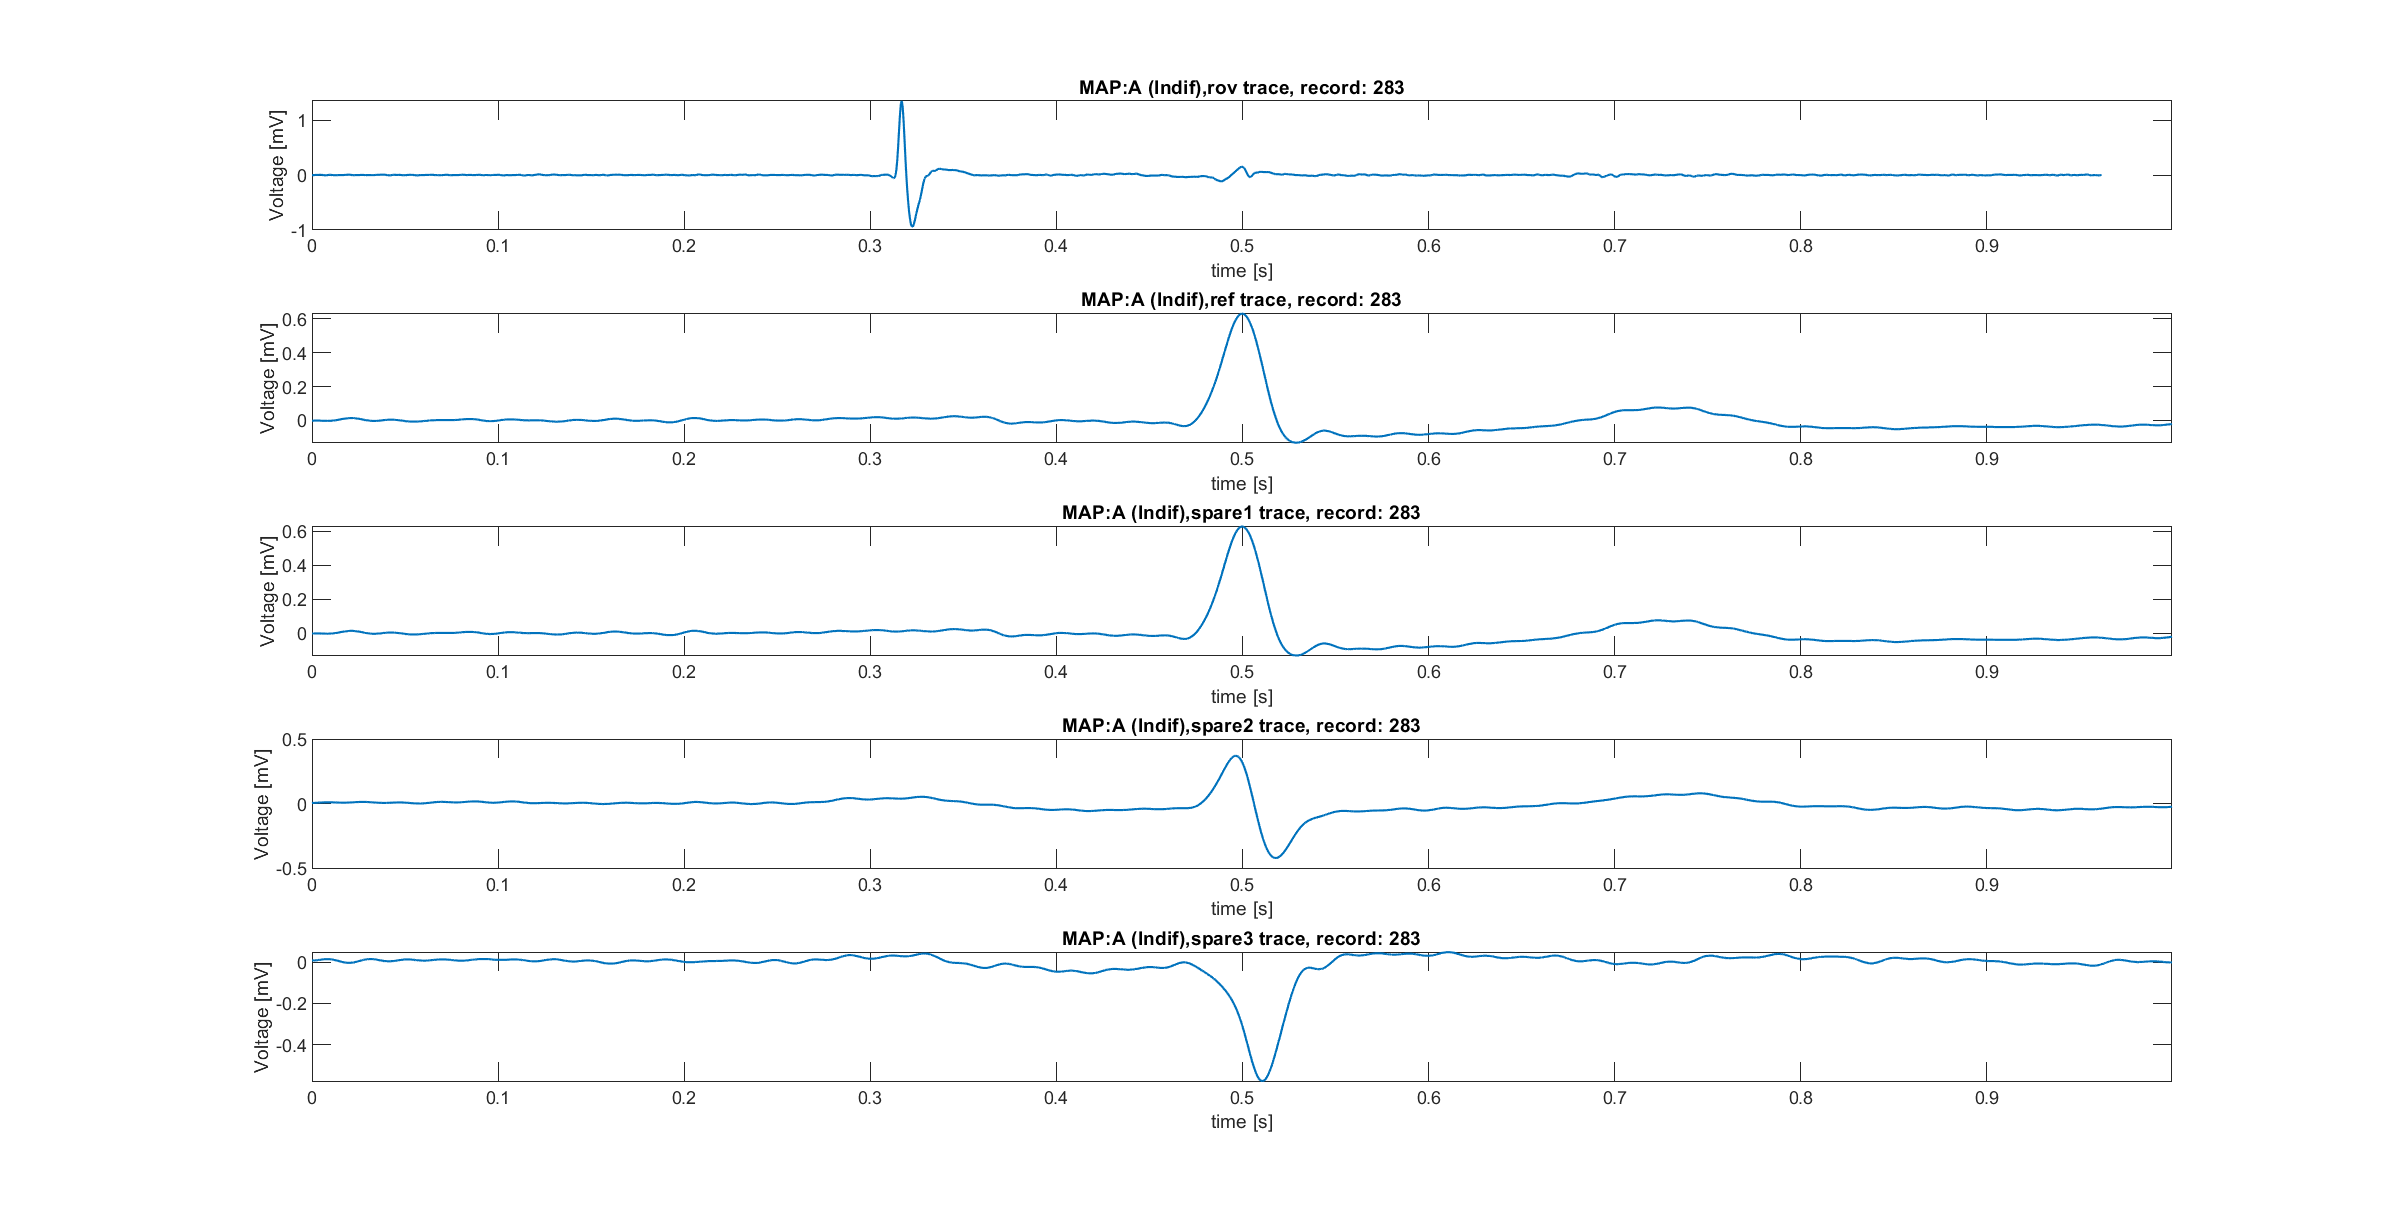 MAP:A (Indif),rov trace, record: 283
Voltage [mV]
1
0
-1
0 0.1 0.2 0.3 0.4 0.5 0.6 0.7 0.8 0.9
time [s]
MAP:A (Indif),ref trace, record: 283
Voltage [mV]
0.6
0.4
0.2
0
0 0.1 0.2 0.3 0.4 0.5 0.6 0.7 0.8 0.9
time [s]
MAP:A (Indif),spare1 trace, record: 283
Voltage [mV]
0.6
0.4
0.2
0
0 0.1 0.2 0.3 0.4 0.5 0.6 0.7 0.8 0.9
time [s]
MAP:A (Indif),spare2 trace, record: 283
Voltage [mV]
0.5
0
-0.5
0 0.1 0.2 0.3 0.4 0.5 0.6 0.7 0.8 0.9
time [s]
MAP:A (Indif),spare3 trace, record: 283
Voltage [mV]
0
-0.2
-0.4
0 0.1 0.2 0.3 0.4 0.5 0.6 0.7 0.8 0.9
time [s]